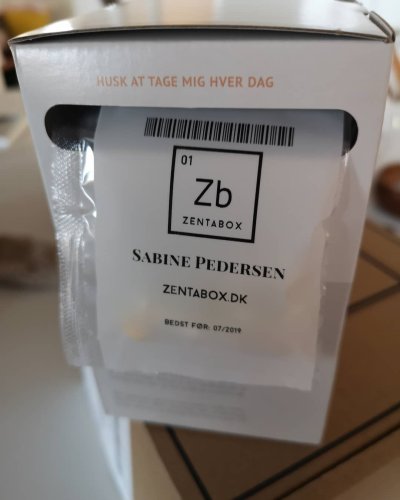 HUSK AT TAGE MIG HVER DAG
01
Zb
ZENTABOX
SABINE PEDERSEN
ZENTABOX.DK
BEDST FØR: 07/2019